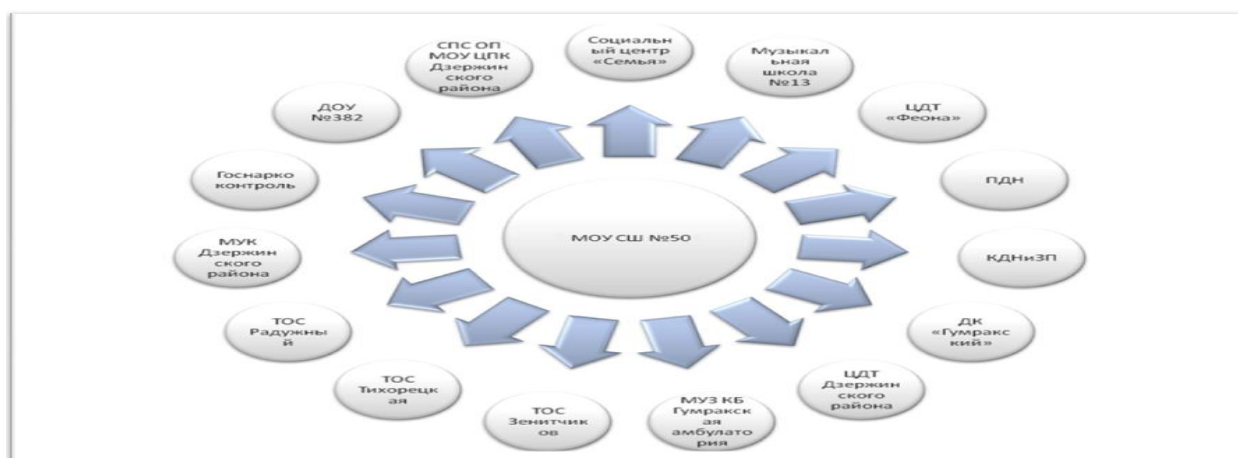 Социальн
ый центр
«Семья»
Музыкал
ьная
школа
№13
ЦДТ
«Феона»
ПДН
КДНиЗП
ДК
«Гумракс
кий»
ЦДТ
Дзержин
ского
района
МУЗ КБ
Гумракск
ая
амбулато
рия
ТОС
Зенитчик
ов
ТОС
Тихорецк
ая
ТОС
Радужны
й
МУК
Дзержин
ского
района
Госнарко
контроль
ДОУ
№382
СПС ОП
МОУ ЦПК
Дзержин
ского
района
МОУ СШ №50